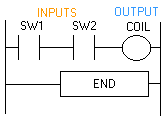 INPUTS OUTPUT
SW1 SW2 COIL
END